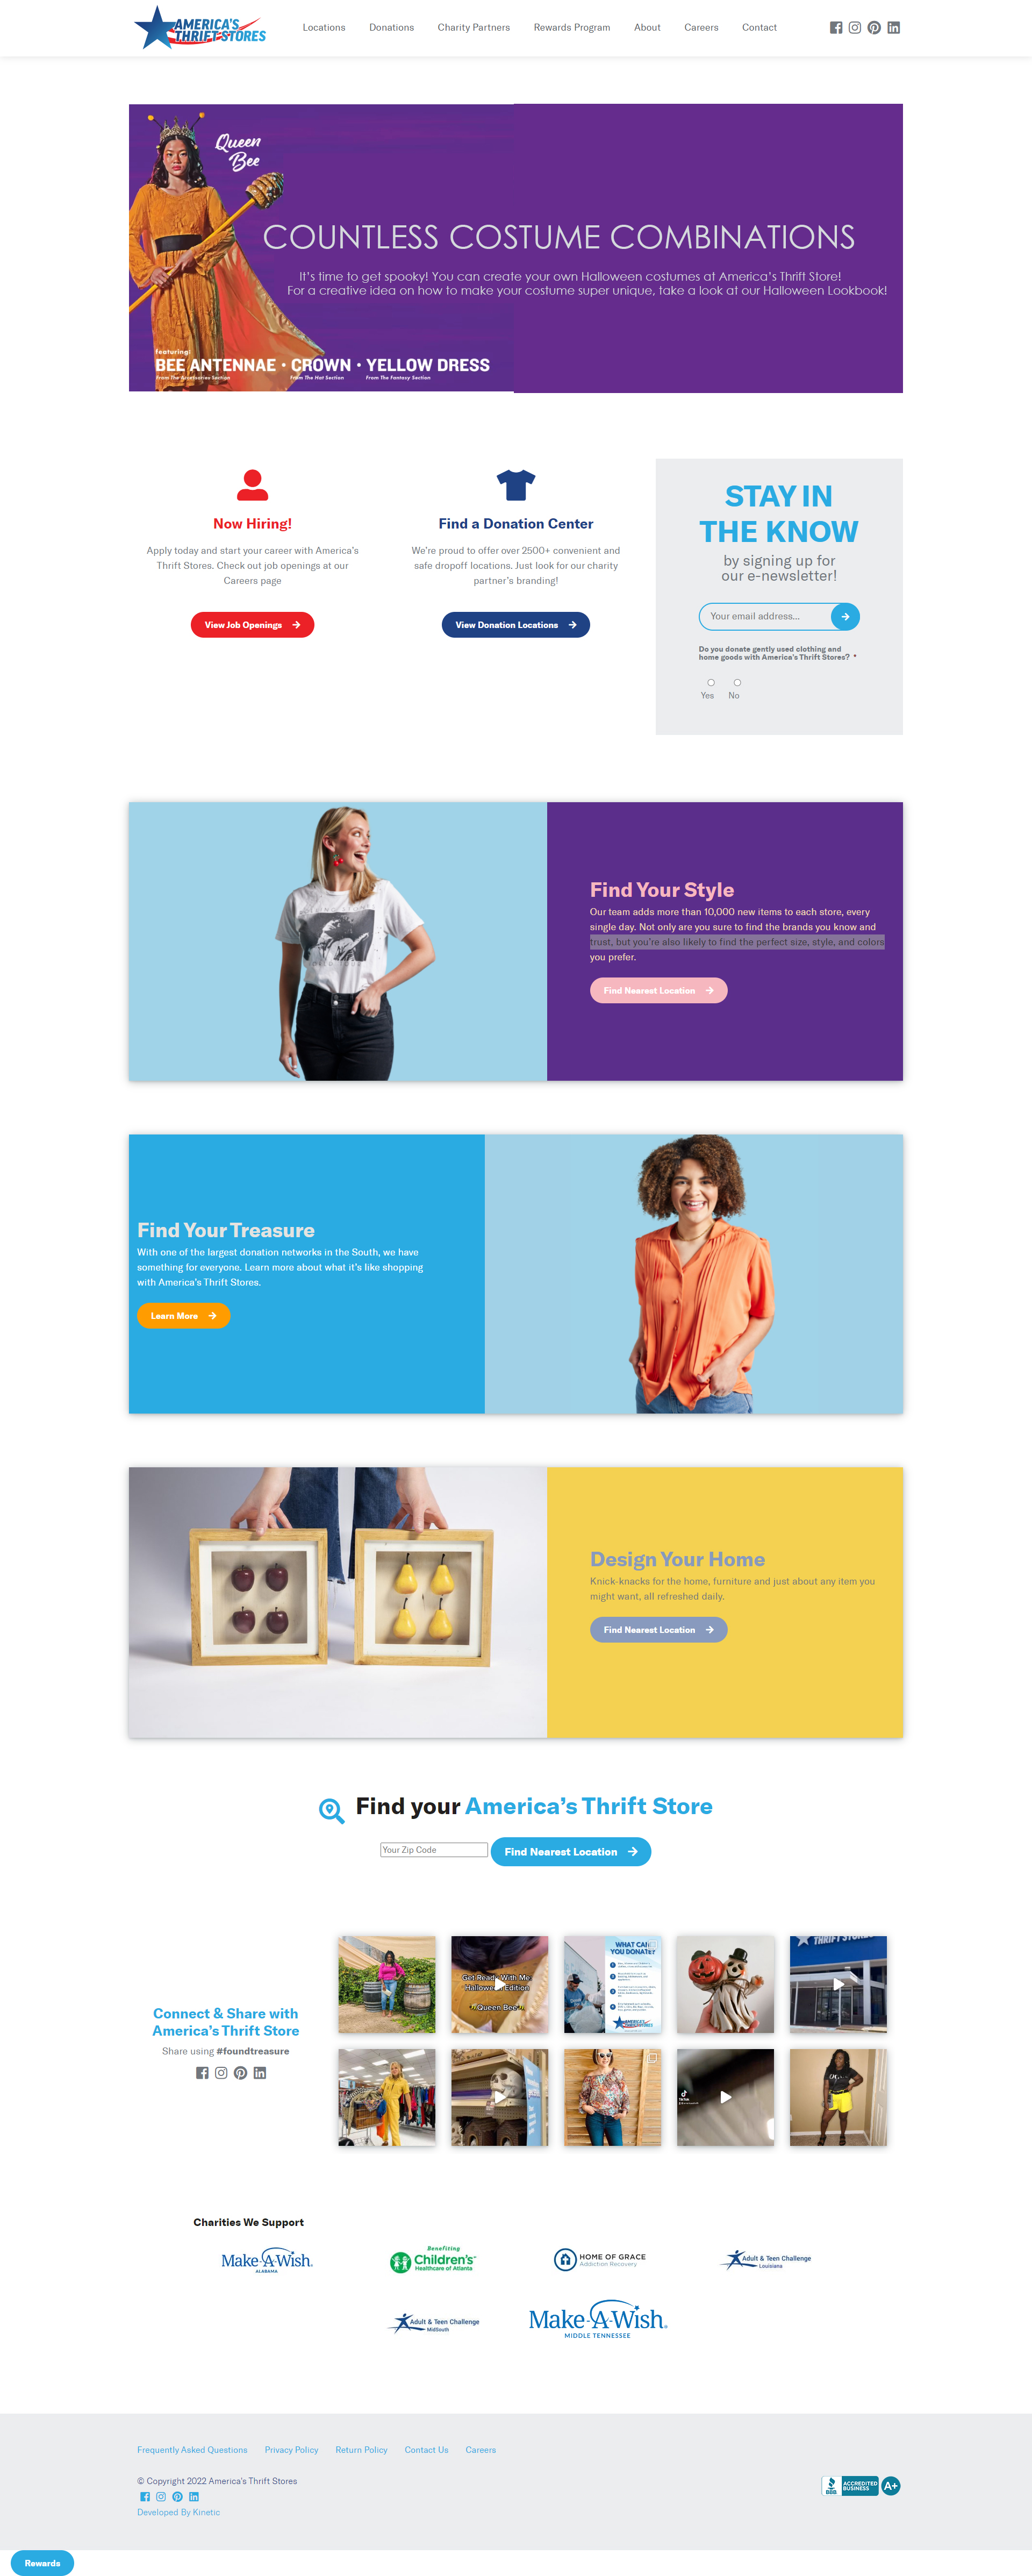 AMERICA'S
THRIFT STORES
Locations Donations Charity Partners Rewards Program About Careers Contact
Queen
Bee
COUNTLESS COSTUME COMBINATIONS
It's time to get spooky! You can create your own Halloween costumes at America's Thrift Store!
For a creative idea on how to make your costume super unique, take a look at our Halloween Lookbook!
featuring:
BEE ANTENNAE · CROWN · YELLOW DRESS
From The Accessories Section From The Hat Section From The Fantasy Section
Now Hiring!
Apply today and start your career with America's
Thrift Stores. Check out job openings at our
Careers page
View Job Openings
Find a Donation Center
We're proud to offer over 2500+ convenient and
safe dropoff locations. Just look for our charity
partner's branding!
View Donation Locations
STAY IN
THE KNOW
by signing up for
our e-newsletter!
Your email address...
Do you donate gently used clothing and
home goods with America's Thrift Stores? *
Yes No
Find Your Style
Our team adds more than 10,000 new items to each store, every
single day. Not only are you sure to find the brands you know and
trust, but you're also likely to find the perfect size, style, and colors
you prefer.
Find Nearest Location
Find Your Treasure
With one of the largest donation networks in the South, we have
something for everyone. Learn more about what it's like shopping
with America's Thrift Stores.
Learn More
Design Your Home
Knick-knacks for the home, furniture and just about any item you
might want, all refreshed daily.
Find Nearest Location
Find your America's Thrift Store
Your Zip Code
Find Nearest Location
Connect & Share with
America's Thrift Store
Share using #foundtreasure
Get Ready With Me
Halloween Edition
Queen Bee
WHAT CAN
YOU DONATE?
THRIFT STORES
Charities We Support
Make-A-Wish®
ALABAMA
Benefiting
Children's
Healthcare of Atlanta
HOME OF GRACE
Addiction Recovery
Adult & Teen Challenge
Louisiana
Adult & Teen Challenge
MidSouth
Make-A-Wish®
MIDDLE TENNESSEE
Frequently Asked Questions Privacy Policy Return Policy Contact Us Careers
© Copyright 2022 America's Thrift Stores
Developed By Kinetic
BBB
ACCREDITED
BUSINESS
A+
Rewards